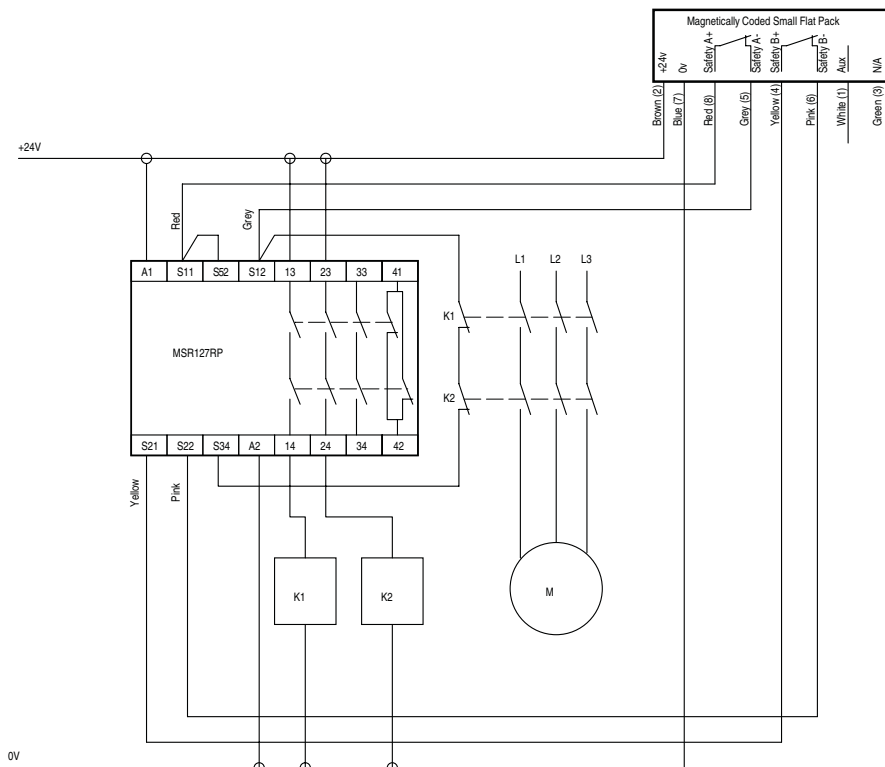 Magnetically Coded Small Flat Pack
+24v
0v
Safety A+
Safety A-
Safety B+
Safety B-
Aux
N/A
Brown (2)
Blue (7)
Red (8)
Grey (5)
Yellow (4)
Pink (6)
White (1)
Green (3)
+24V
Red
Grey
A1 S11 S52 S12 13 23 33 41
L1 L2 L3
K1
MSR127RP
K2
S21 S22 S34 A2 14 24 34 42
Yellow
Pink
K1 K2 M
0V